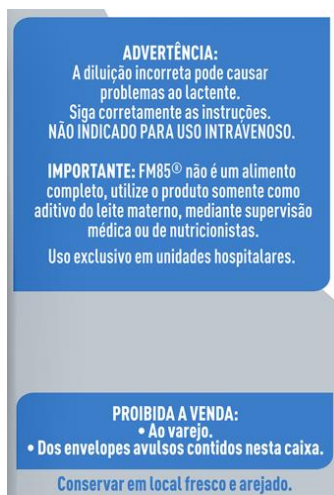 ADVERTÊNCIA:
A diluição incorreta pode causar
problemas ao lactente.
Siga corretamente as instruções.
NÃO INDICADO PARA USO INTRAVENOSO.
IMPORTANTE: FM85® não é um alimento
completo, utilize o produto somente como
aditivo do leite materno, mediante supervisão
médica ou de nutricionistas.
Uso exclusivo em unidades hospitalares.
PROIBIDA A VENDA:
• Ao varejo.
• Dos envelopes avulsos contidos nesta caixa.
Conservar em local fresco e arejado.